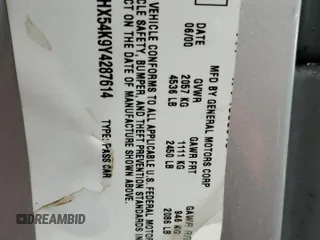 MFD BY GENERAL MOTORS CORP
DATE GVWR GAWR FRT GAWR RR
06/00 2057 KG 1111 KG 946 KG
4536 LB 2450 LB 2086 LB
VEHICLE CONFORMS TO ALL APPLICABLE U.S. FEDERAL MOTOR
VEHICLE SAFETY, BUMPER, AND THEFT PREVENTION STANDARDS IN
EFFECT ON THE DATE OF MANUFACTURE SHOWN ABOVE.
HX54K9Y4287614 TYPE: PASS CAR
DREAMBID